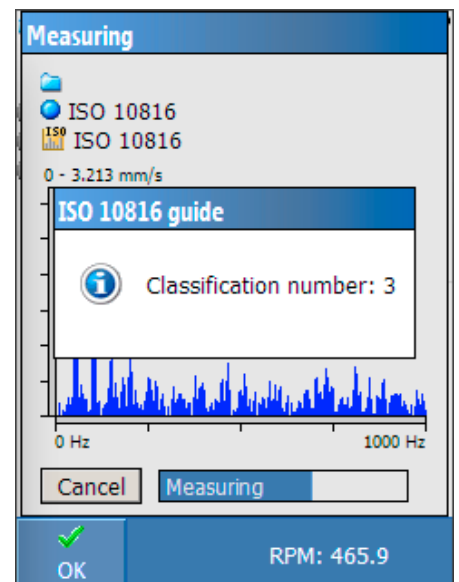 Measuring
ISO 10816
ISO ISO 10816
0 - 3.213 mm/s
ISO 10816 guide
Classification number: 3
0 Hz 1000 Hz
Cancel Measuring
OK RPM: 465.9